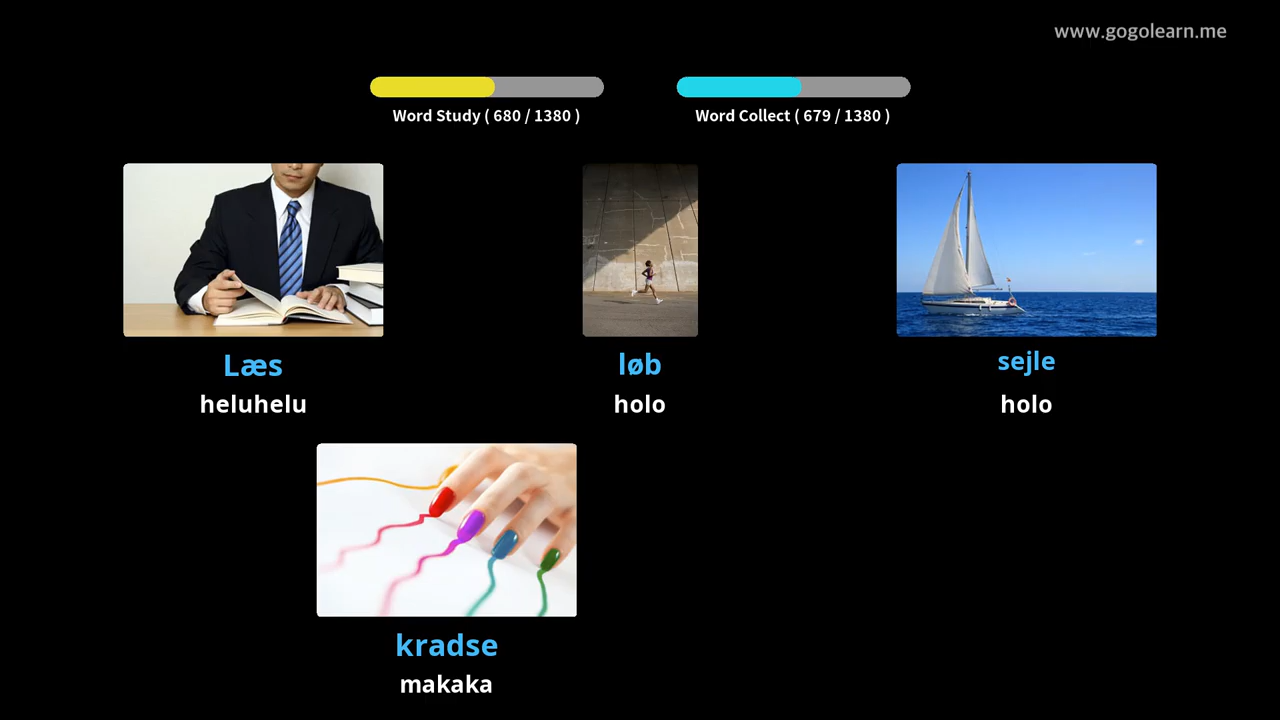 www.gogolearn.me
Word Study ( 680 / 1380 )
Word Collect ( 679 / 1380 )
Læs
heluhelu
løb
holo
sejle
holo
kradse
makaka